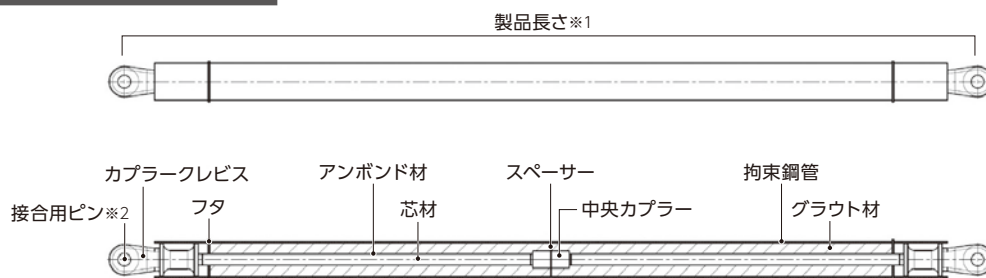 製品長さ※1
カプラークレビス
アンボンド材
スペーサー
拘束鋼管
接合用ピン※2
フタ
芯材
中央カプラー
グラウト材